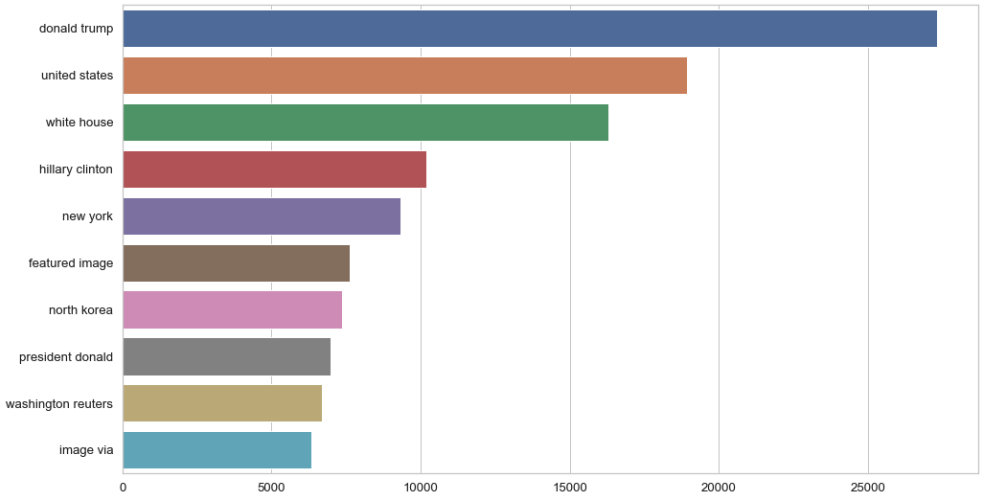 donald trump
united states
white house
hillary clinton
new york
featured image
north korea
president donald
washington reuters
image via
0 5000 10000 15000 20000 25000